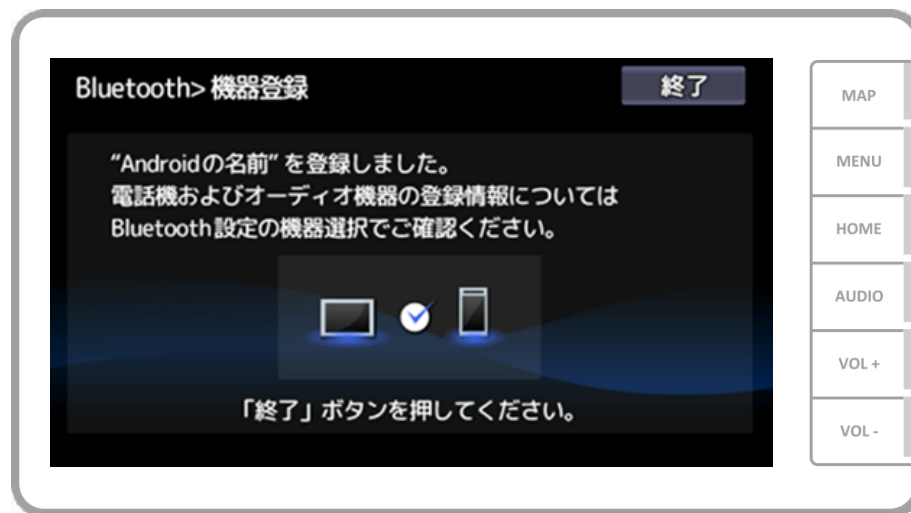 Bluetooth> 機器登録
終了
“Androidの名前” を登録しました。
電話機およびオーディオ機器の登録情報については
Bluetooth設定の機器選択でご確認ください。
「終了」ボタンを押してください。
MAP
MENU
HOME
AUDIO
VOL +
VOL -